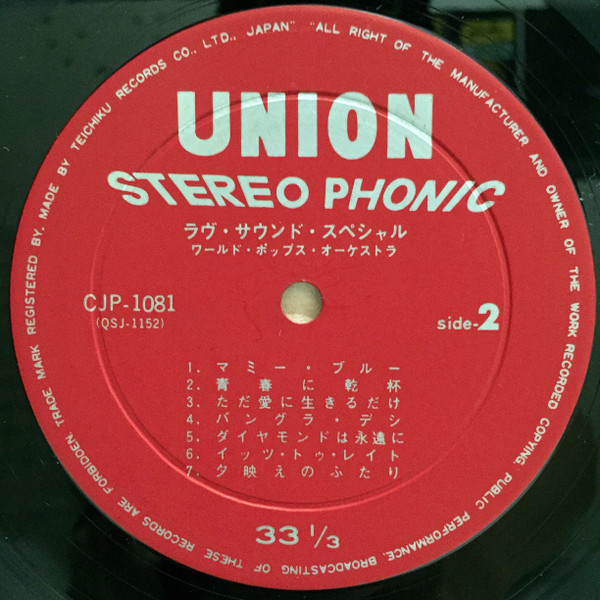 TRADE MARK REGISTERED BY. MADE BY TEICHIKU RECORDS CO., LTD., JAPAN" "ALL RIGHT OF THE MANUFACTURER AND OWNER OF THE WORK RECORDED COPYING PUBLIC PERFORMANCE. BROADCASTING OF THESE RECORDS ARE FORBIDDEN.
UNION
STEREO PHONIC
ラヴ・サウンド・スペシャル
ワールド・ポップス・オーケストラ
CJP-1081
(QSJ-1152)
side-2
1. マミー・ブルー
2. 青春に乾杯
3. ただ愛に生きるだけ
4. バングラ・デシ
5. ダイヤモンドは永遠に
6. イッツ・トゥ・レイト
7. 夕映えのふたり
33 1/3